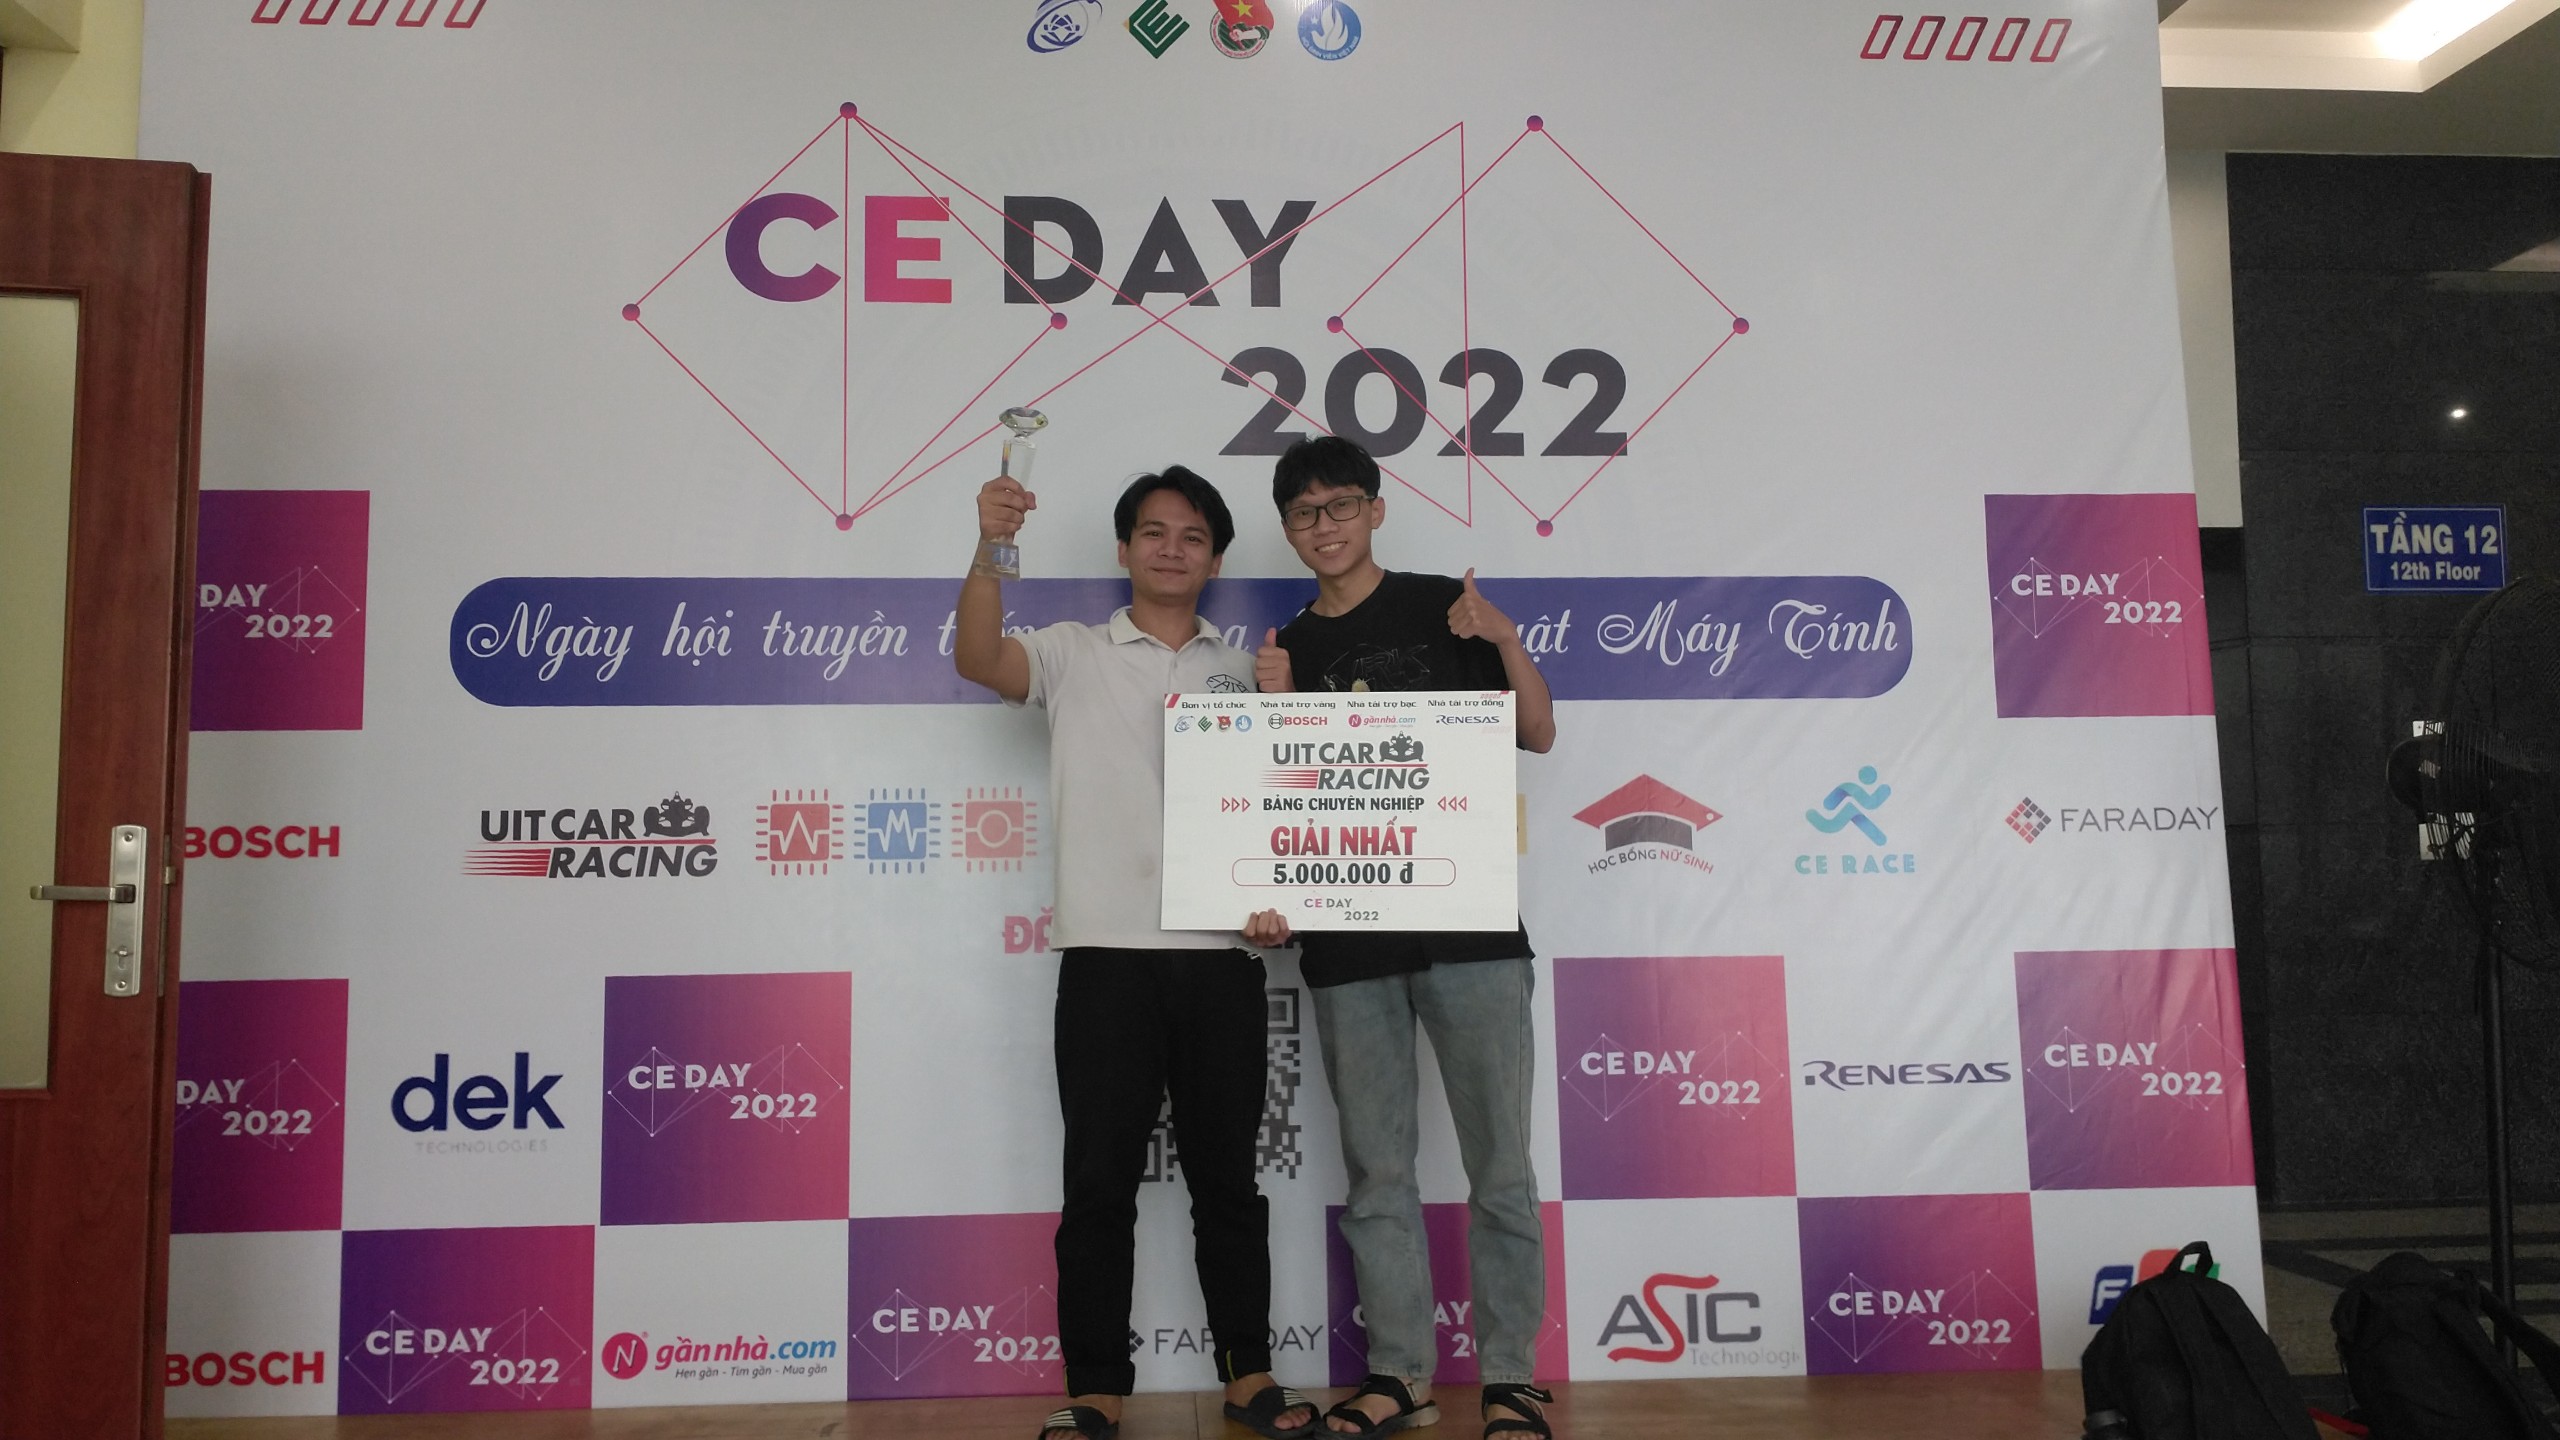 CE DAY
2022
TẦNG 12
12th Floor
DAY
2022
CE DAY
2022
Ngày hội truyền Máy Tính
Đơn vị tổ chức Nhà tài trợ vàng Nhà tài trợ bạc Nhà tài trợ đồng
BOSCH gầnnhà.com RENESAS
UIT CAR
RACING
BẢNG CHUYÊN NGHIỆP
GIẢI NHẤT
5.000.000 đ
CE DAY
2022
BOSCH
UIT CAR
RACING
HỌC BỔNG NỮ SINH
CE RACE
FARADAY
DAY
2022
dek
TECHNOLOGIES
CE DAY
2022
CE DAY
2022
RENESAS
CE DAY
2022
BOSCH
CE DAY
2022
N gầnnhà.com
Hẹn gần - Tìm gần - Mua gần
CE DAY
2022
FARADAY
AY
ASIC
Technologi
CE DAY
2022
F